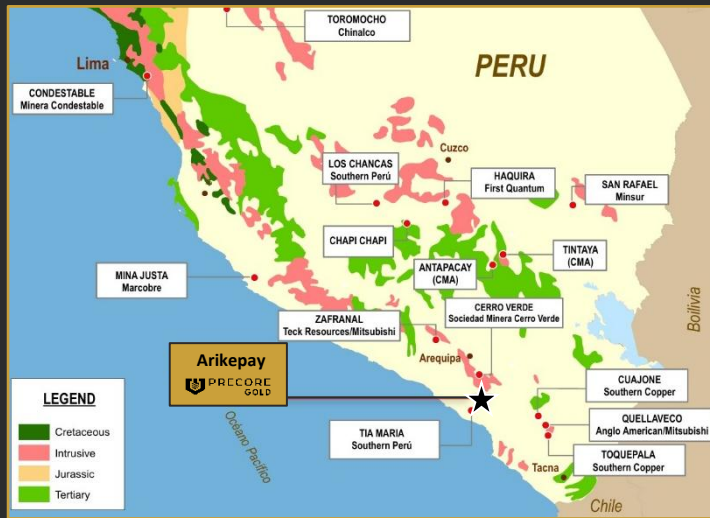 TOROMOCHO
Chinalco
Lima
PERU
CONDESTABLE
Minera Condestable
Cuzco
LOS CHANCAS
Southern Perú
HAQUIRA
First Quantum
SAN RAFAEL
Minsur
CHAPI CHAPI
TINTAYA
(CMA)
ANTAPACAY
(CMA)
MINA JUSTA
Marcobre
CERRO VERDE
Sociedad Minera Cerro Verde
ZAFRANAL
Teck Resources/Mitsubishi
Boilivia
Arequipa
Arikepay
PRECORE
GOLD
CUAJONE
Southern Copper
QUELLAVECO
Anglo American/Mitsubishi
TOQUEPALA
Southern Copper
TIA MARIA
Southern Perú
Océano Pacífico
Tacna
Chile
LEGEND
Cretaceous
Intrusive
Jurassic
Tertiary